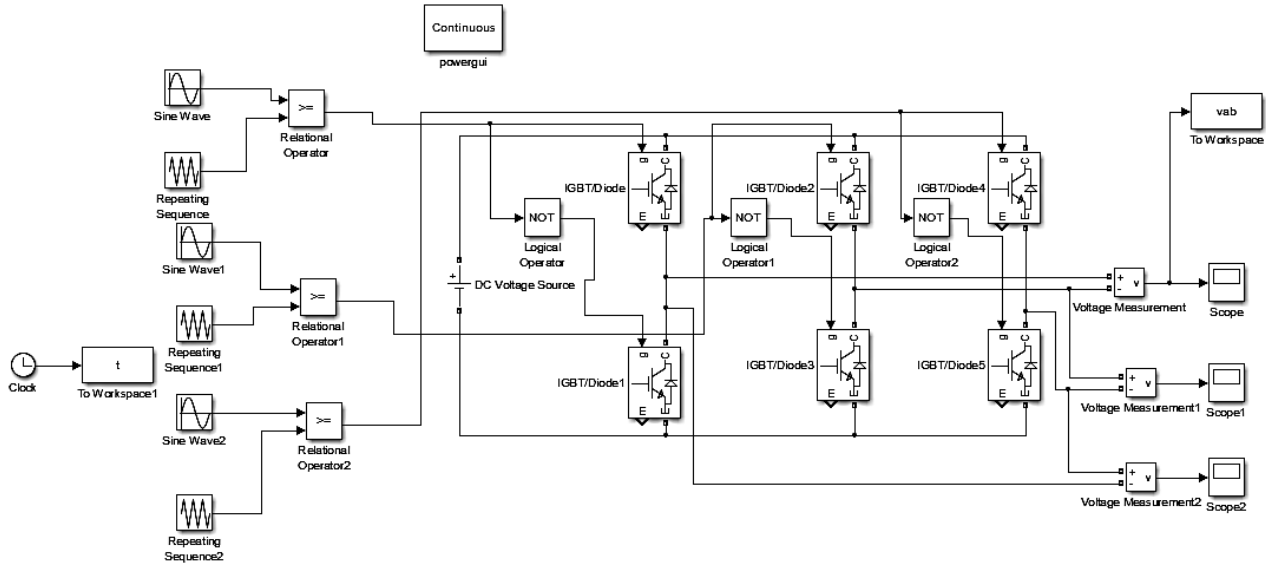 Continuous
powergui
Sine Wave
>=
Relational
Operator
Repeating
Sequence
vab
To Workspace
g
C
E
E
IGBT/Diode
g
C
E
E
IGBT/Diode2
g
C
E
E
IGBT/Diode4
NOT
Logical
Operator
NOT
Logical
Operator1
NOT
Logical
Operator2
Sine Wave1
>=
Relational
Operator1
Repeating
Sequence1
+
DC Voltage Source
+
-
v
Voltage Measurement
Scope
Clock
t
To Workspace1
g
C
E
E
IGBT/Diode1
g
C
E
E
IGBT/Diode3
g
C
E
E
IGBT/Diode5
+
-
v
Voltage Measurement1
Scope1
Sine Wave2
>=
Relational
Operator2
Repeating
Sequence2
+
-
v
Voltage Measurement2
Scope2